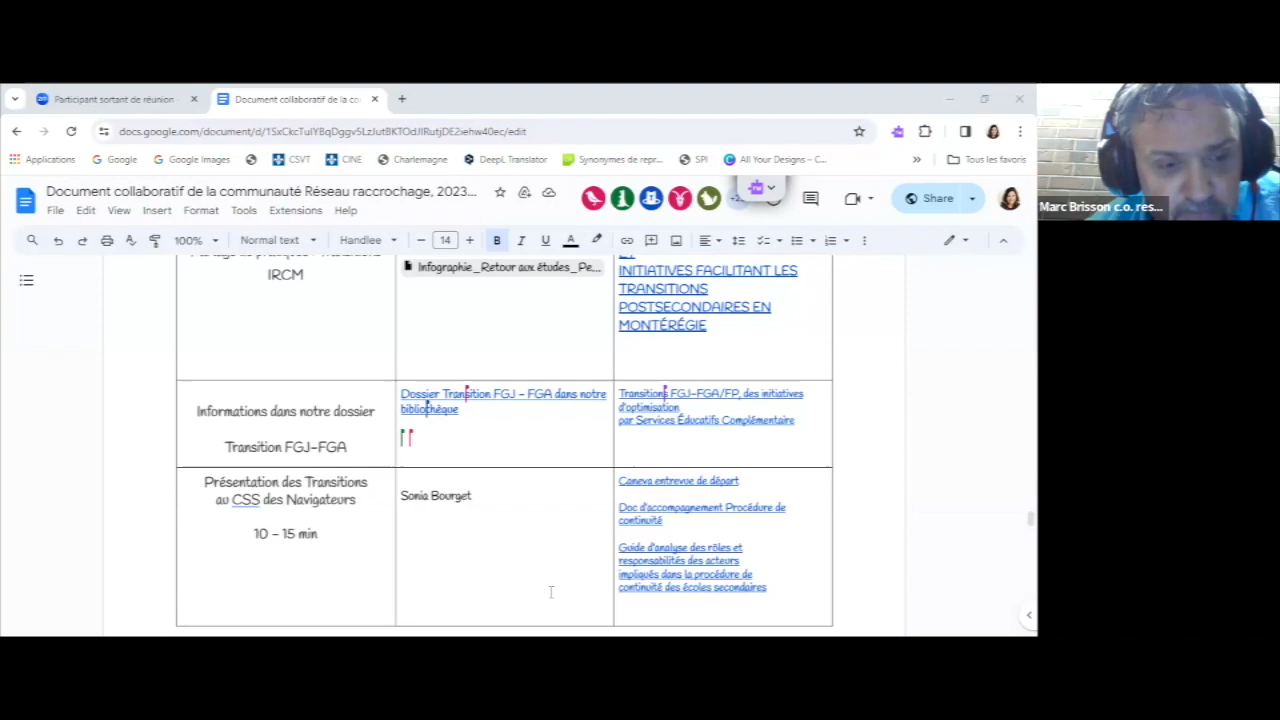 Participant sortant de réunion
Document collaboratif de la co
docs.google.com/document/d/
/edit
Applications
Google
Google Images
CSVT
CINE
Charlemagne
DeepL Translator
Synonymes de repr...
SPI
All Your Designs – C...
»
Tous les favoris
Document collaboratif de la communauté Réseau raccrochage, 2023...
Share
File Edit View Insert Format Tools Extensions Help
100% Normal text Handlee 14 B I U A
IRCM
Infographie_Retour aux études_Pe...
ET
INITIATIVES FACILITANT LES
TRANSITIONS
POSTSECONDAIRES EN
MONTÉRÉGIE
Informations dans notre dossier
Transition FGJ-FGA
Dossier Transition FGJ - FGA dans notre
bibliothèque
Transitions FGJ-FGA/FP, des initiatives
d'optimisation
par Services Éducatifs Complémentaire
Présentation des Transitions
au CSS des Navigateurs
10 - 15 min
Sonia Bourget
Caneva entrevue de départ
Doc d'accompagnement Procédure de
continuité
Guide d'analyse des rôles et
responsabilités des acteurs
impliqués dans la procédure de
continuité des écoles secondaires
Marc Brisson c.o. res...